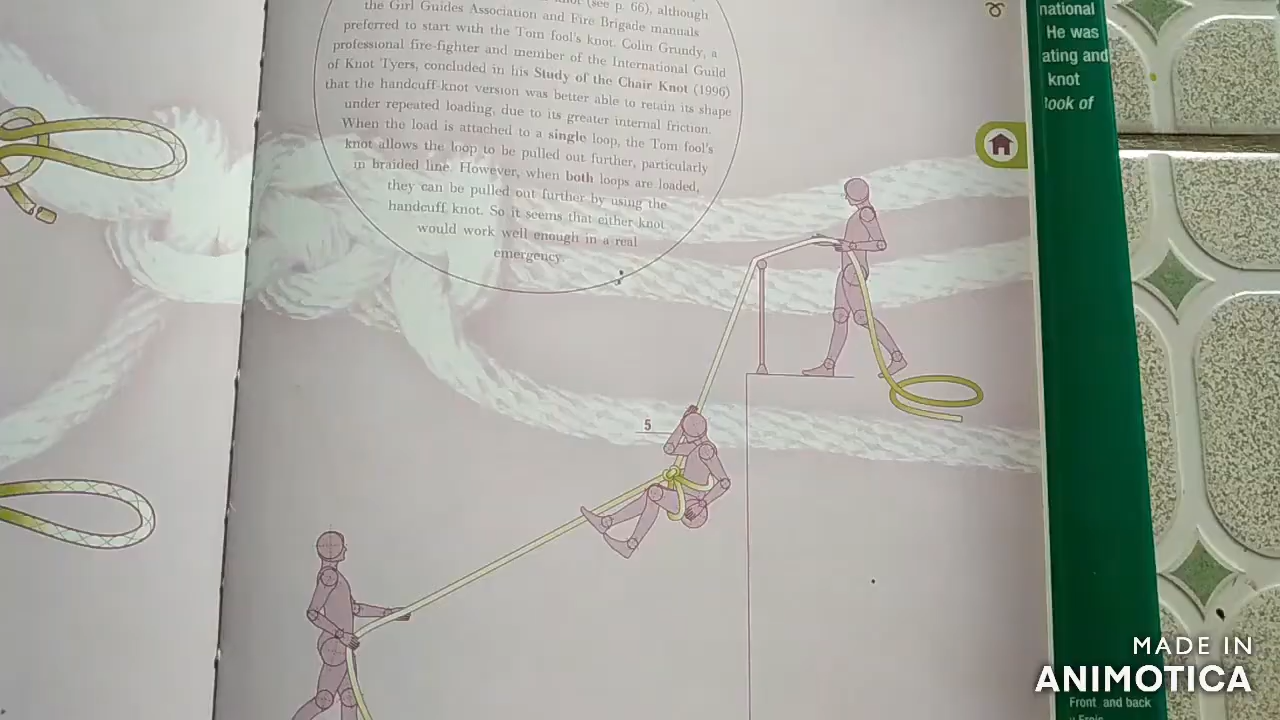 (see p. 66), although
the Girl Guides Association and Fire Brigade manuals
preferred to start with the Tom fool's knot. Colin Grundy, a
professional fire-fighter and member of the International Guild
of Knot Tyers, concluded in his Study of the Chair Knot (1996)
that the handcuff-knot version was better able to retain its shape
under repeated loading, due to its greater internal friction.
When the load is attached to a single loop, the Tom fool's
knot allows the loop to be pulled out further, particularly
in braided line. However, when both loops are loaded,
they can be pulled out further by using the
handcuff knot. So it seems that either knot
would work well enough in a real
emergency.
5
national
He was
ating and
knot
Book of
Front and back
MADE IN
ANIMOTICA